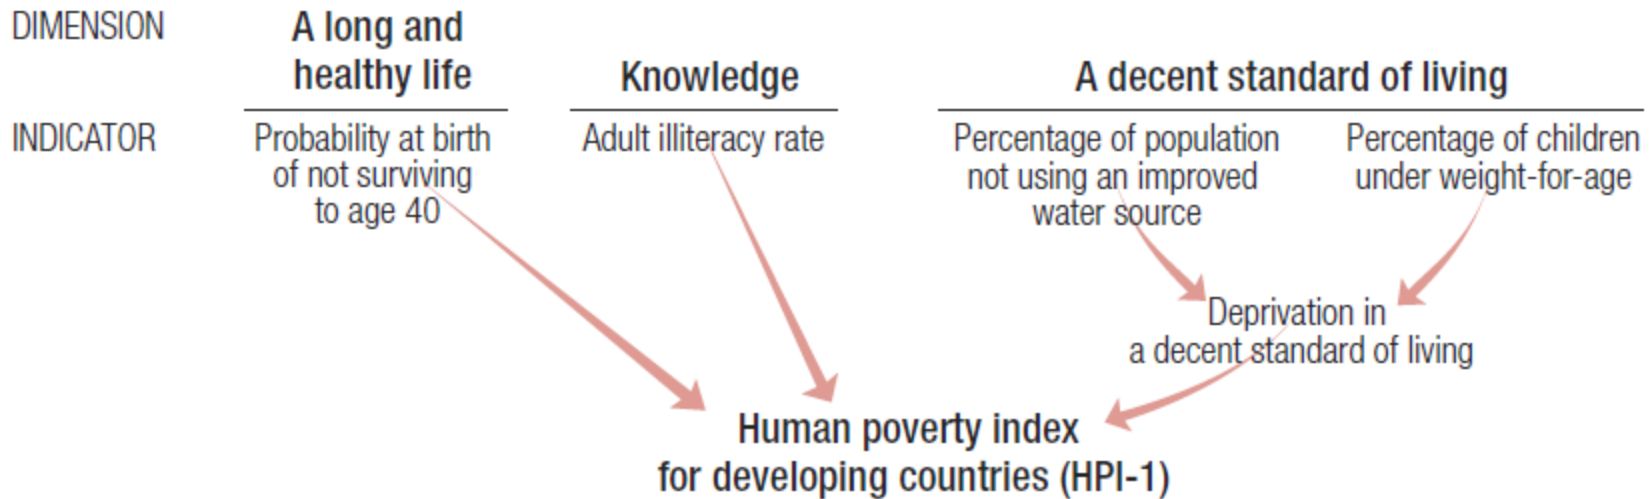 DIMENSION
A long and
healthy life
Knowledge
A decent standard of living
INDICATOR
Probability at birth
of not surviving
to age 40
Adult illiteracy rate
Percentage of population
not using an improved
water source
Percentage of children
under weight-for-age
Deprivation in
a decent standard of living
Human poverty index
for developing countries (HPI-1)